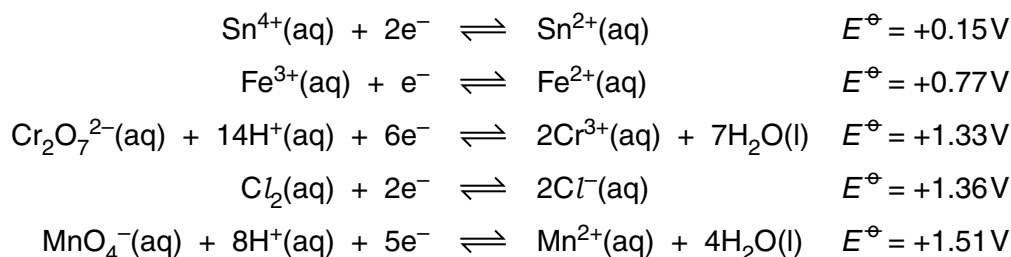 Sn⁴⁺(aq) + 2e⁻ ⇌ Sn²⁺(aq) E⦵ = +0.15V
Fe³⁺(aq) + e⁻ ⇌ Fe²⁺(aq) E⦵ = +0.77V
Cr₂O₇²⁻(aq) + 14H⁺(aq) + 6e⁻ ⇌ 2Cr³⁺(aq) + 7H₂O(l) E⦵ = +1.33V
Cl₂(aq) + 2e⁻ ⇌ 2Cl⁻(aq) E⦵ = +1.36V
MnO₄⁻(aq) + 8H⁺(aq) + 5e⁻ ⇌ Mn²⁺(aq) + 4H₂O(l) E⦵ = +1.51V